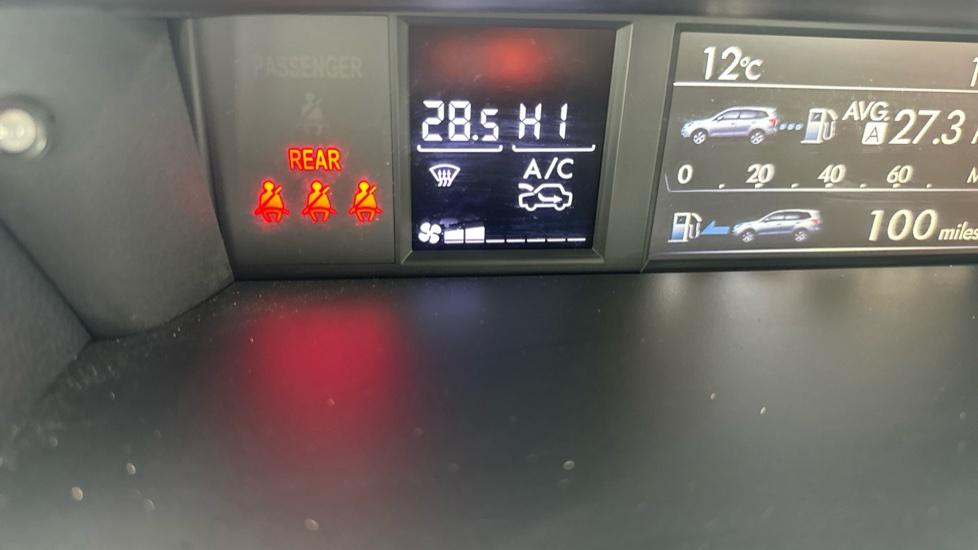 PASSENGER
REAR
28.5 HI
A/C
12°C
AVG. A 27.3
0 . 20 . 40 . 60 .
100 miles